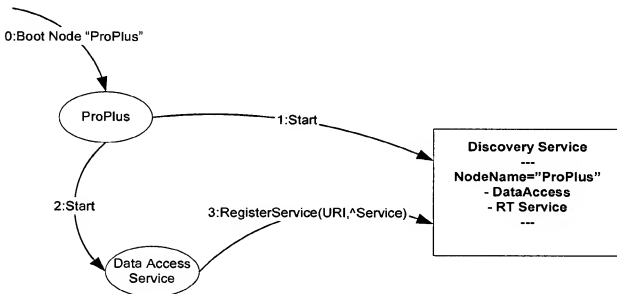 0:Boot Node “ProPlus”
ProPlus
1:Start
Discovery Service
---
NodeName=”ProPlus”
- DataAccess
- RT Service
---
2:Start
3:RegisterService(URI,^Service)
Data Access
Service